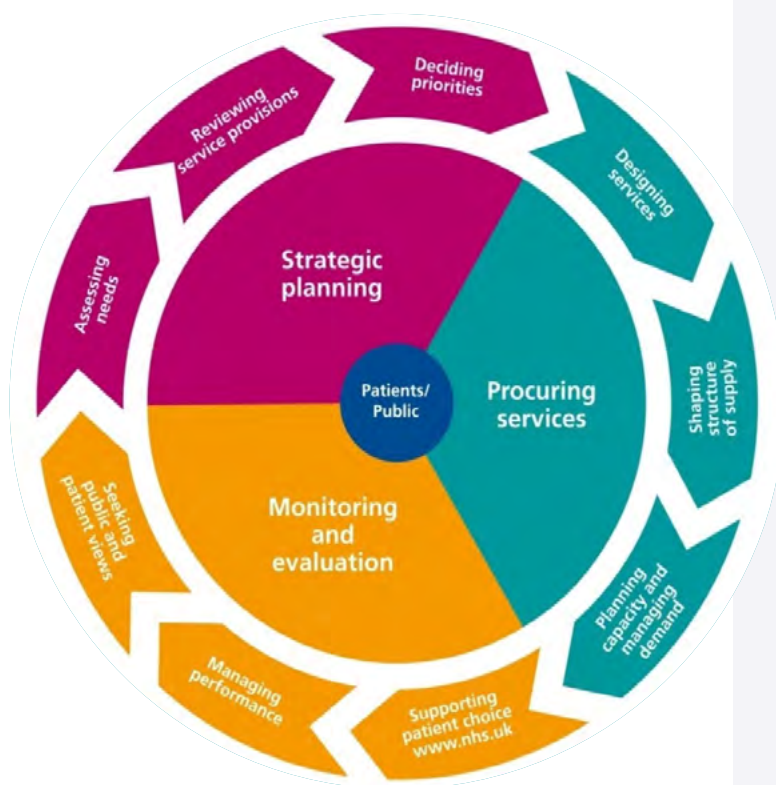 Deciding
priorities
Designing
services
Shaping
structure
of supply
Planning
capacity and
managing
demand
Supporting
patient choice
www.nhs.uk
Managing
performance
Seeking
public and
patient views
Assessing
needs
Reviewing
service provisions
Strategic
planning
Procuring
services
Monitoring
and
evaluation
Patients/
Public